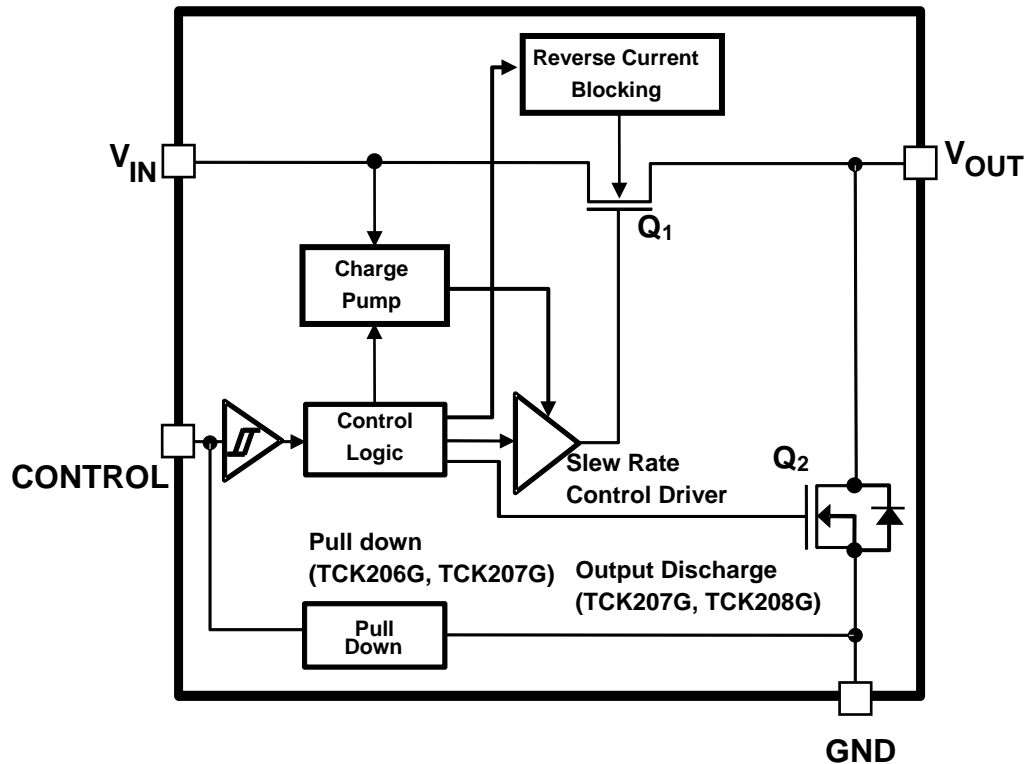 Reverse Current
Blocking
VIN
VOUT
Q1
Charge
Pump
Control
Logic
CONTROL
Slew Rate
Control Driver
Q2
Pull down
(TCK206G, TCK207G)
Output Discharge
(TCK207G, TCK208G)
Pull
Down
GND